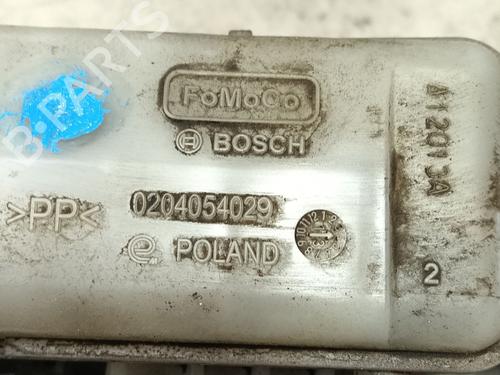 FoMoCo
BOSCH
>PP<
0204054029
POLAND
2
B-PARTS